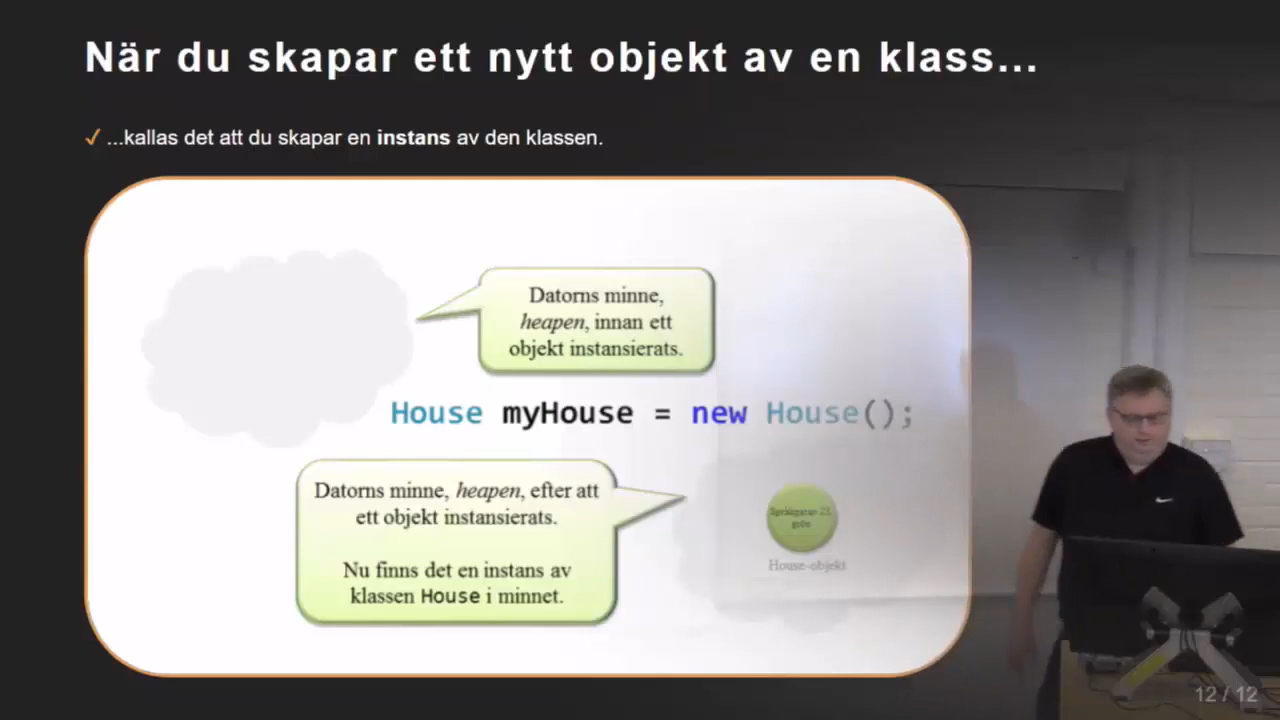 När du skapar ett nytt objekt av en klass...
✓ ...kallas det att du skapar en instans av den klassen.
Datorns minne,
heapen, innan ett
objekt instansierats.
House myHouse = new House();
Datorns minne, heapen, efter att
ett objekt instansierats.
Nu finns det en instans av
klassen House i minnet.
grön
House-objekt
12 / 12